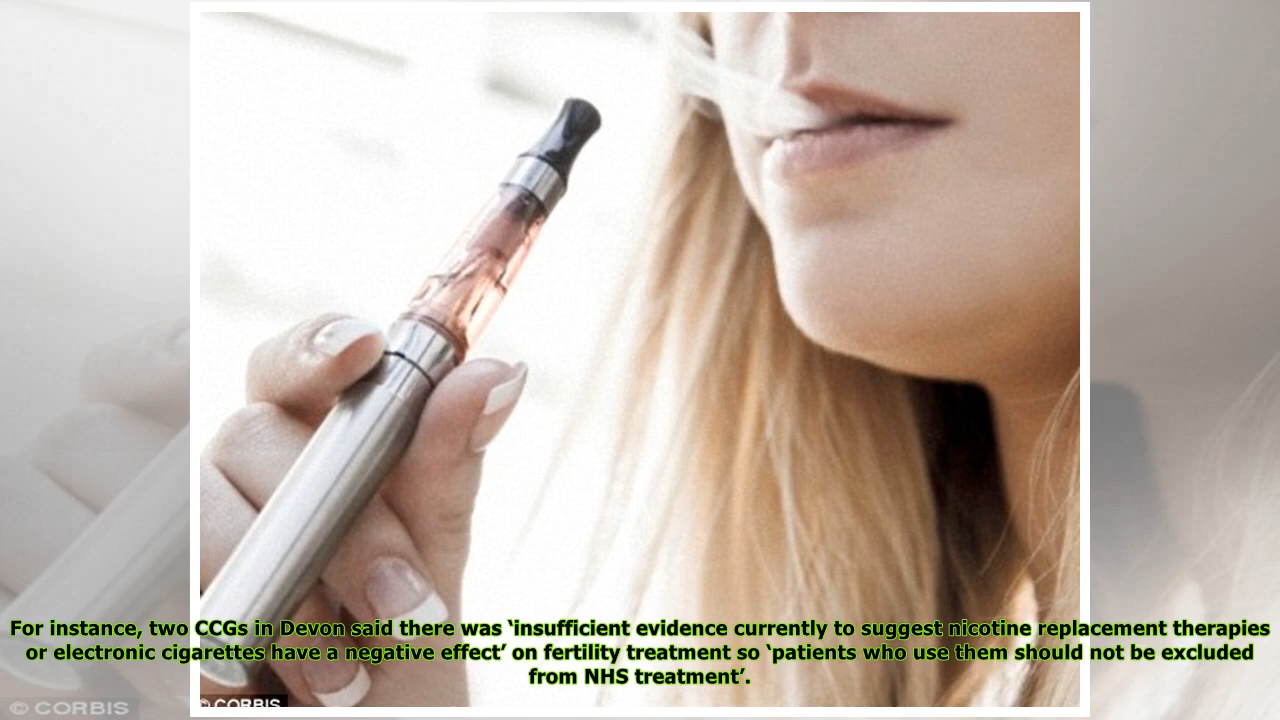 For instance, two CCGs in Devon said there was ‘insufficient evidence currently to suggest nicotine replacement therapies
or electronic cigarettes have a negative effect’ on fertility treatment so ‘patients who use them should not be excluded
from NHS treatment’.
© CORBIS
© CORBIS